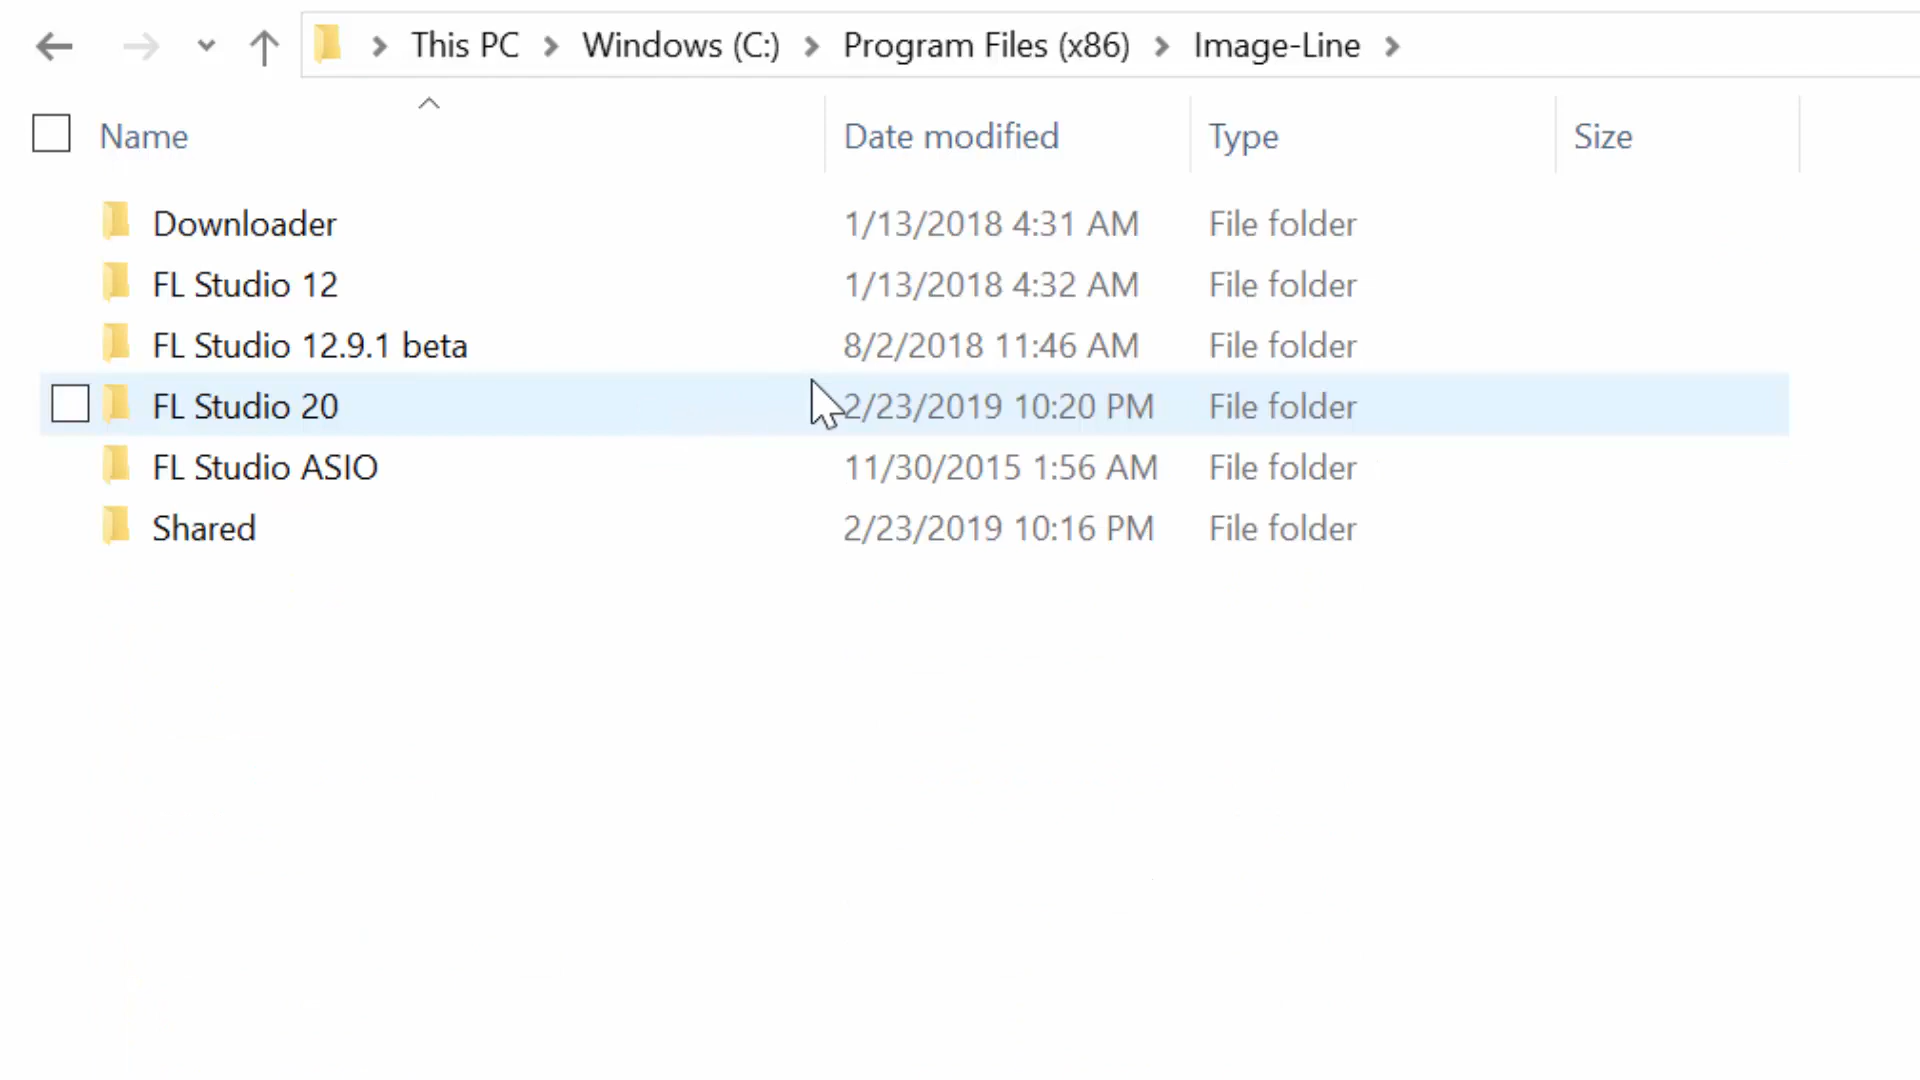 This PC > Windows (C:) > Program Files (x86) > Image-Line >
Name Date modified Type Size
Downloader 1/13/2018 4:31 AM File folder
FL Studio 12 1/13/2018 4:32 AM File folder
FL Studio 12.9.1 beta 8/2/2018 11:46 AM File folder
FL Studio 20 2/23/2019 10:20 PM File folder
FL Studio ASIO 11/30/2015 1:56 AM File folder
Shared 2/23/2019 10:16 PM File folder